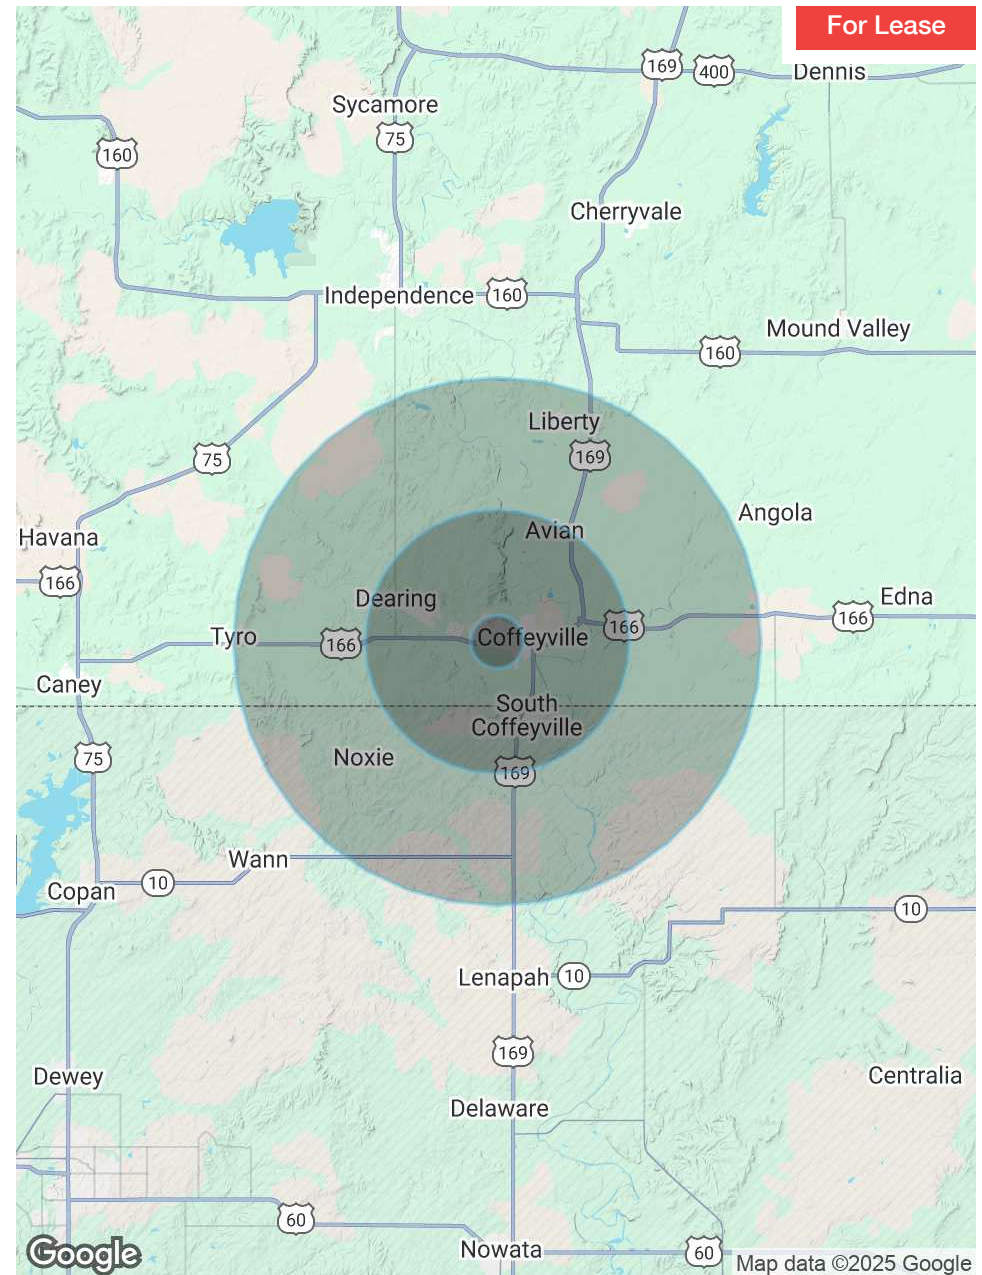 For Lease
169
400
Dennis
Sycamore
75
160
Cherryvale
Independence
160
Mound Valley
160
Liberty
75
169
Angola
Avian
Havana
166
Dearing
Edna
166
166
Tyro
166
Coffeyville
Caney
South
Coffeyville
75
Noxie
169
Wann
10
Copan
10
Lenapah
10
169
Dewey
Centralia
Delaware
60
Nowata
60
Google
Map data ©2025 Google